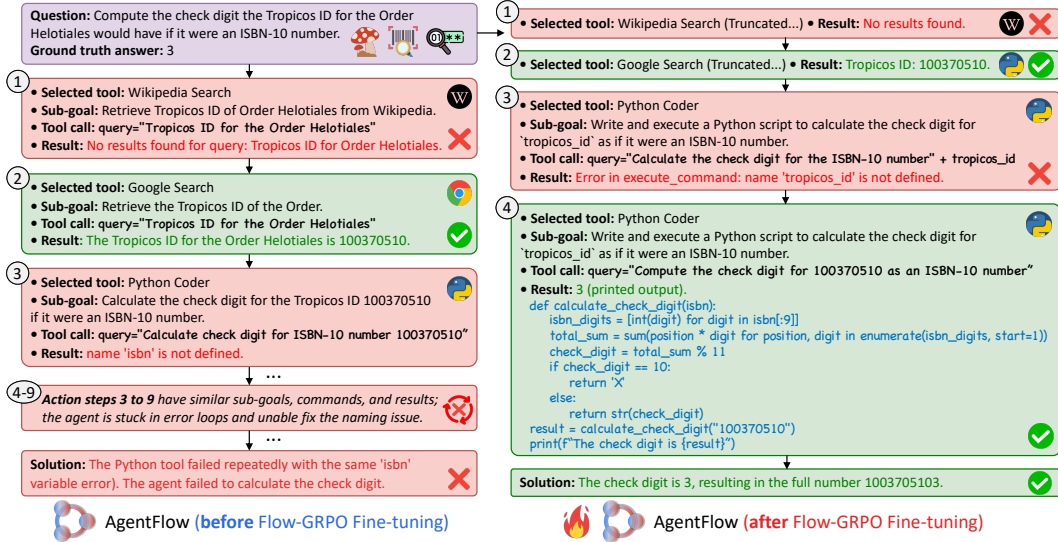 Question: Compute the check digit the Tropicos ID for the Order
Helotiales would have if it were an ISBN-10 number.
Ground truth answer: 3
1
• Selected tool: Wikipedia Search
• Sub-goal: Retrieve Tropicos ID of Order Helotiales from Wikipedia.
• Tool call: query="Tropicos ID for the Order Helotiales"
• Result: No results found for query: Tropicos ID for Order Helotiales.
2
• Selected tool: Google Search
• Sub-goal: Retrieve the Tropicos ID of the Order.
• Tool call: query="Tropicos ID for the Order Helotiales"
• Result: The Tropicos ID for the Order Helotiales is 100370510.
3
• Selected tool: Python Coder
• Sub-goal: Calculate the check digit for the Tropicos ID 100370510
if it were an ISBN-10 number.
• Tool call: query="Calculate check digit for ISBN-10 number 100370510"
• Result: name 'isbn' is not defined.
...
4-9
Action steps 3 to 9 have similar sub-goals, commands, and results;
the agent is stuck in error loops and unable fix the naming issue.
...
Solution: The Python tool failed repeatedly with the same 'isbn'
variable error). The agent failed to calculate the check digit.
AgentFlow (before Flow-GRPO Fine-tuning)
1
• Selected tool: Wikipedia Search (Truncated...) • Result: No results found.
W
2
• Selected tool: Google Search (Truncated...) • Result: Tropicos ID: 100370510.
3
• Selected tool: Python Coder
• Sub-goal: Write and execute a Python script to calculate the check digit for
`tropicos_id` as if it were an ISBN-10 number.
• Tool call: query="Calculate the check digit for the ISBN-10 number" + tropicos_id
• Result: Error in execute_command: name 'tropicos_id' is not defined.
4
• Selected tool: Python Coder
• Sub-goal: Write and execute a Python script to calculate the check digit for
`tropicos_id` as if it were an ISBN-10 number.
• Tool call: query="Compute the check digit for 100370510 as an ISBN-10 number"
• Result: 3 (printed output).
def calculate_check_digit(isbn):
isbn_digits = [int(digit) for digit in isbn[:9]]
total_sum = sum(position * digit for position, digit in enumerate(isbn_digits, start=1))
check_digit = total_sum % 11
if check_digit == 10:
return 'X'
else:
return str(check_digit)
result = calculate_check_digit("100370510")
print(f"The check digit is {result}")
Solution: The check digit is 3, resulting in the full number 1003705103.
AgentFlow (after Flow-GRPO Fine-tuning)